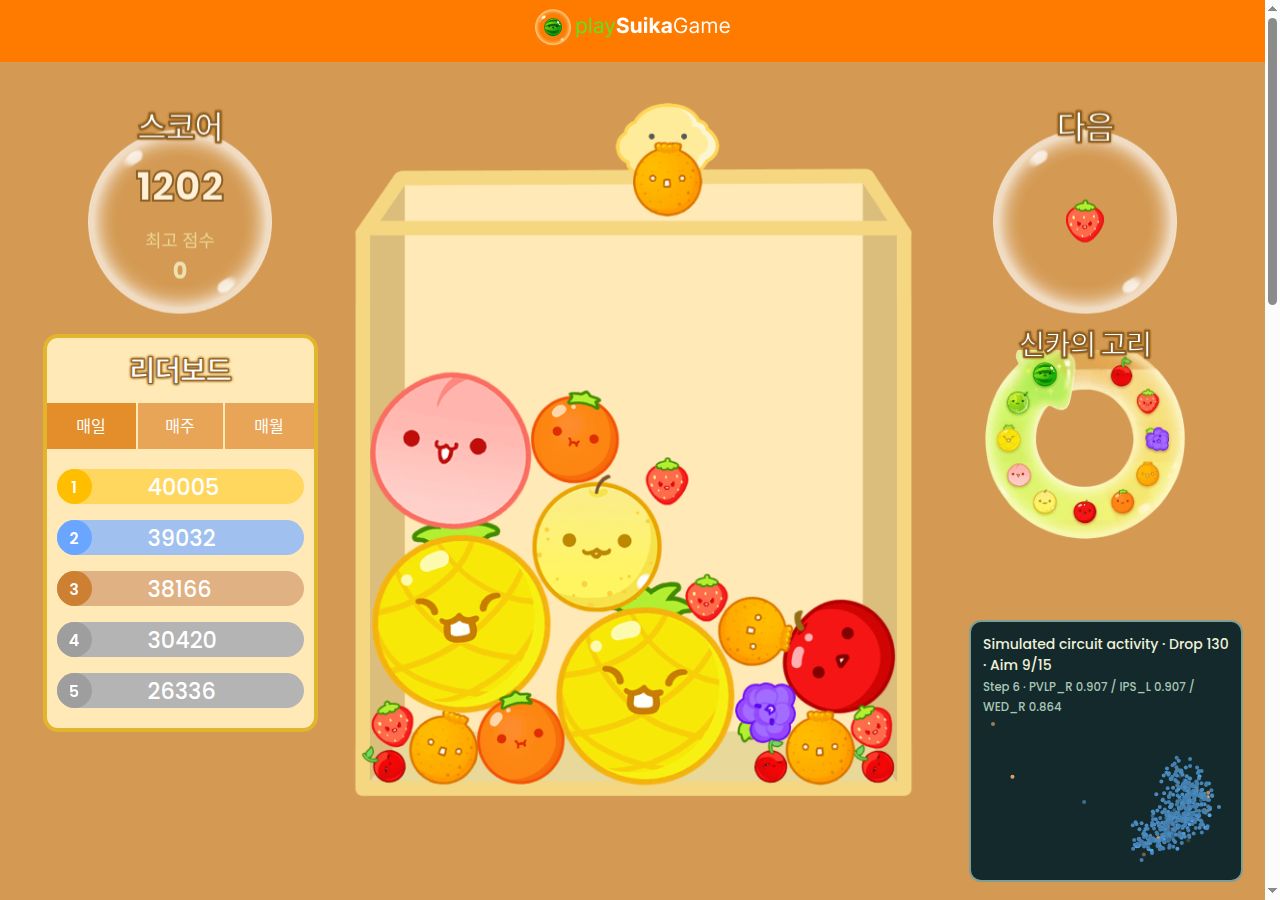 playSuikaGame
스코어
1202
최고 점수
0
리더보드
매일
매주
매월
1
40005
2
39032
3
38166
4
30420
5
26336
다음
신카의 고리
Simulated circuit activity · Drop 130
· Aim 9/15
Step 6 · PVLP_R 0.907 / IPS_L 0.907 /
WED_R 0.864